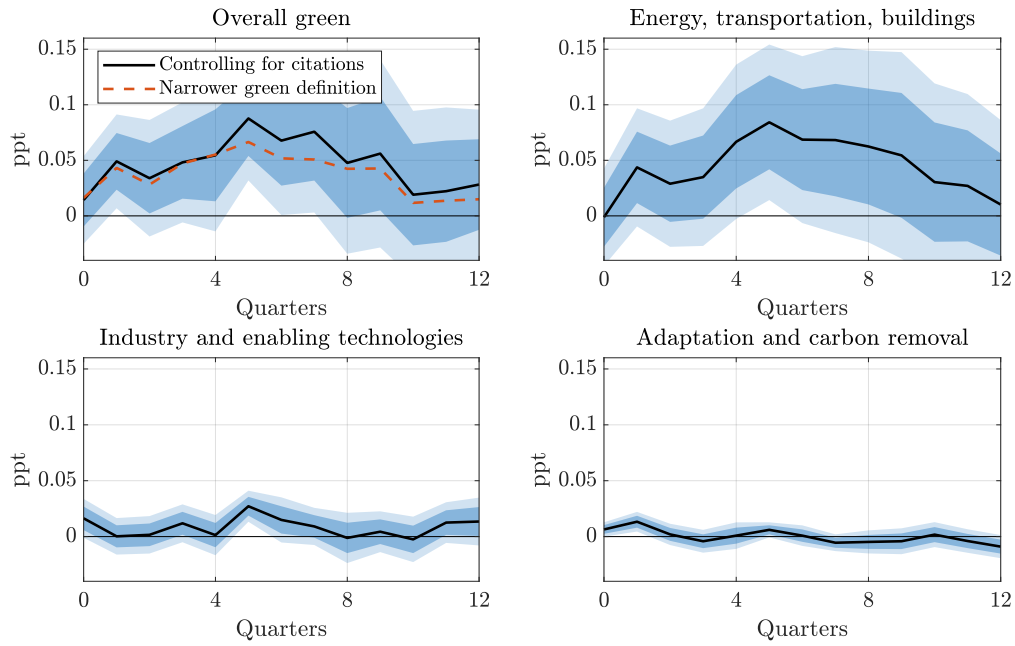 Overall green
0.15
0.1
0.05
0
ppt
Controlling for citations
Narrower green definition
0
4
8
12
Quarters
Energy, transportation, buildings
0.15
0.1
0.05
0
ppt
0
4
8
12
Quarters
Industry and enabling technologies
0.15
0.1
0.05
0
ppt
0
4
8
12
Quarters
Adaptation and carbon removal
0.15
0.1
0.05
0
ppt
0
4
8
12
Quarters